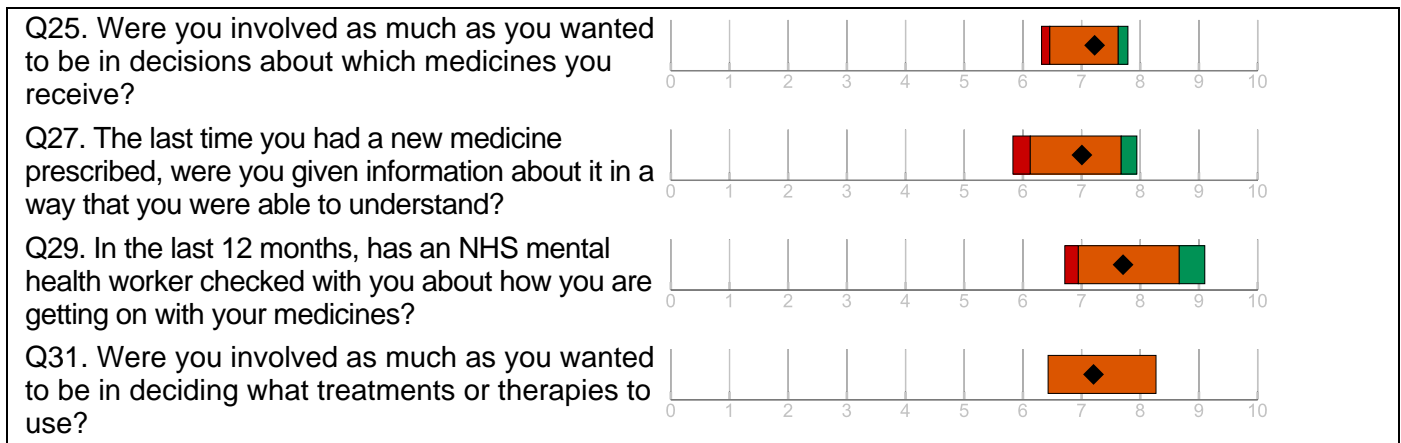 Q25. Were you involved as much as you wanted
to be in decisions about which medicines you
receive?
0 1 2 3 4 5 6 7 8 9 10
Q27. The last time you had a new medicine
prescribed, were you given information about it in a
way that you were able to understand?
0 1 2 3 4 5 6 7 8 9 10
Q29. In the last 12 months, has an NHS mental
health worker checked with you about how you are
getting on with your medicines?
0 1 2 3 4 5 6 7 8 9 10
Q31. Were you involved as much as you wanted
to be in deciding what treatments or therapies to
use?
0 1 2 3 4 5 6 7 8 9 10